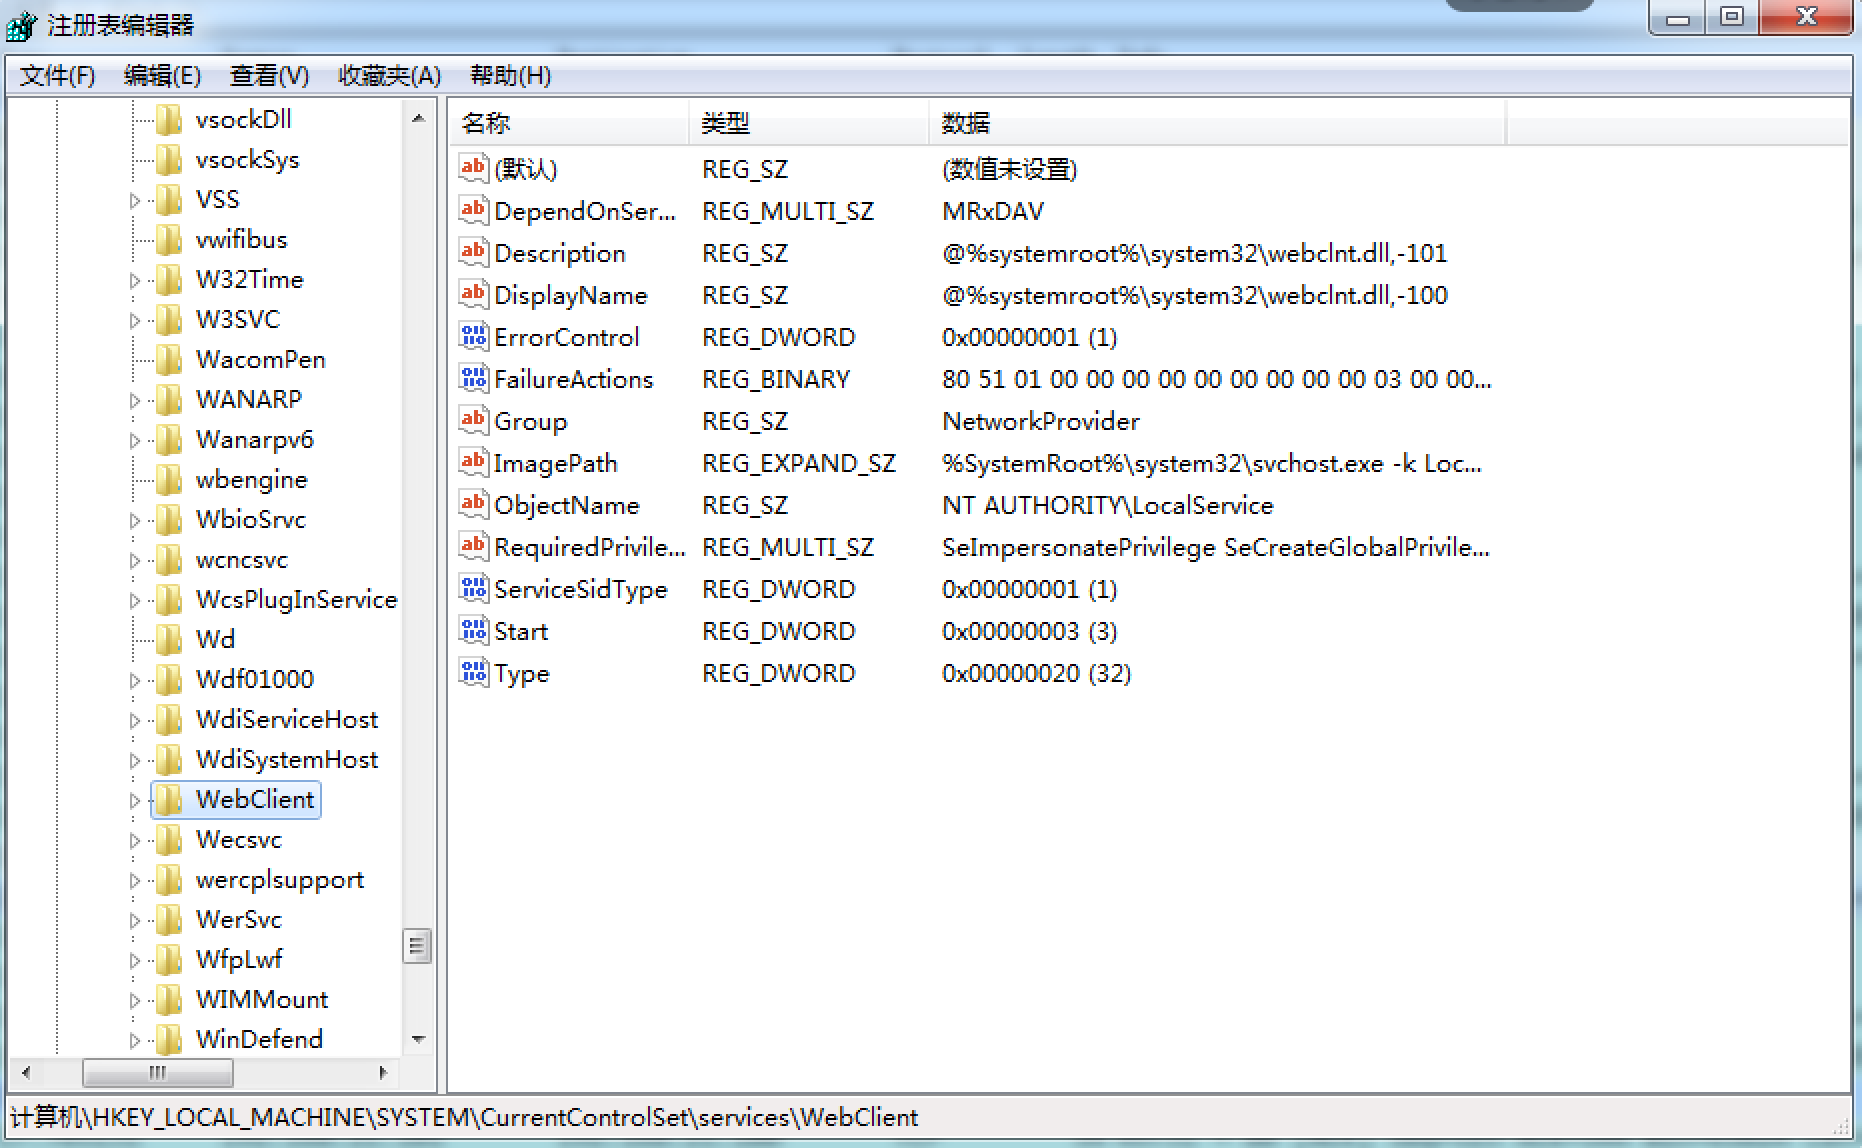 注册表编辑器
文件(F) 编辑(E) 查看(V) 收藏夹(A) 帮助(H)
vsockDll
vsockSys
VSS
vwifibus
W32Time
W3SVC
WacomPen
WANARP
Wanarpv6
wbengine
WbioSrvc
wcncsvc
WcsPlugInService
Wd
Wdf01000
WdiServiceHost
WdiSystemHost
WebClient
Wecsvc
wercplsupport
WerSvc
WfpLwf
WIMMount
WinDefend
名称 类型 数据
(默认) REG_SZ (数值未设置)
DependOnSer... REG_MULTI_SZ MRxDAV
Description REG_SZ @%systemroot%\system32\webclnt.dll,-101
DisplayName REG_SZ @%systemroot%\system32\webclnt.dll,-100
ErrorControl REG_DWORD 0x00000001 (1)
FailureActions REG_BINARY 80 51 01 00 00 00 00 00 00 00 00 00 03 00 00...
Group REG_SZ NetworkProvider
ImagePath REG_EXPAND_SZ %SystemRoot%\system32\svchost.exe -k Loc...
ObjectName REG_SZ NT AUTHORITY\LocalService
RequiredPrivile... REG_MULTI_SZ SeImpersonatePrivilege SeCreateGlobalPrivile...
ServiceSidType REG_DWORD 0x00000001 (1)
Start REG_DWORD 0x00000003 (3)
Type REG_DWORD 0x00000020 (32)
计算机\HKEY_LOCAL_MACHINE\SYSTEM\CurrentControlSet\services\WebClient